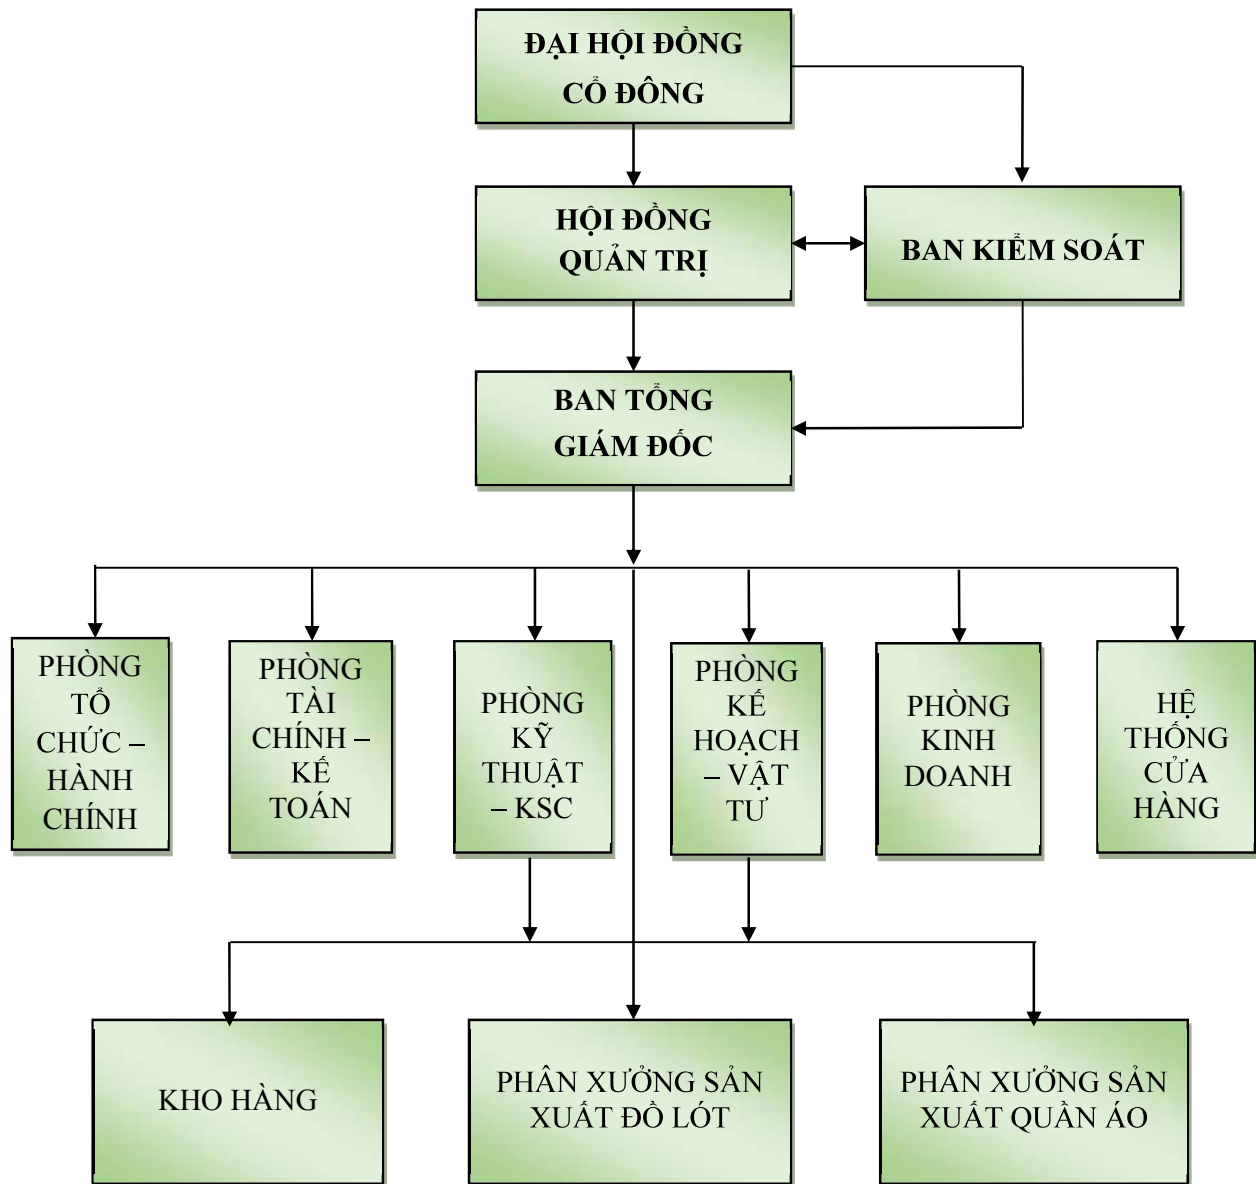 ĐẠI HỘI ĐỒNG
CỔ ĐÔNG
HỘI ĐỒNG
QUẢN TRỊ
BAN KIỂM SOÁT
BAN TỔNG
GIÁM ĐỐC
PHÒNG
TỔ
CHỨC –
HÀNH
CHÍNH
PHÒNG
TÀI
CHÍNH –
KẾ
TOÁN
PHÒNG
KỸ
THUẬT
– KSC
PHÒNG
KẾ
HOẠCH
– VẬT
TƯ
PHÒNG
KINH
DOANH
HỆ
THỐNG
CỬA
HÀNG
KHO HÀNG
PHÂN XƯỞNG SẢN
XUẤT ĐỒ LÓT
PHÂN XƯỞNG SẢN
XUẤT QUẦN ÁO